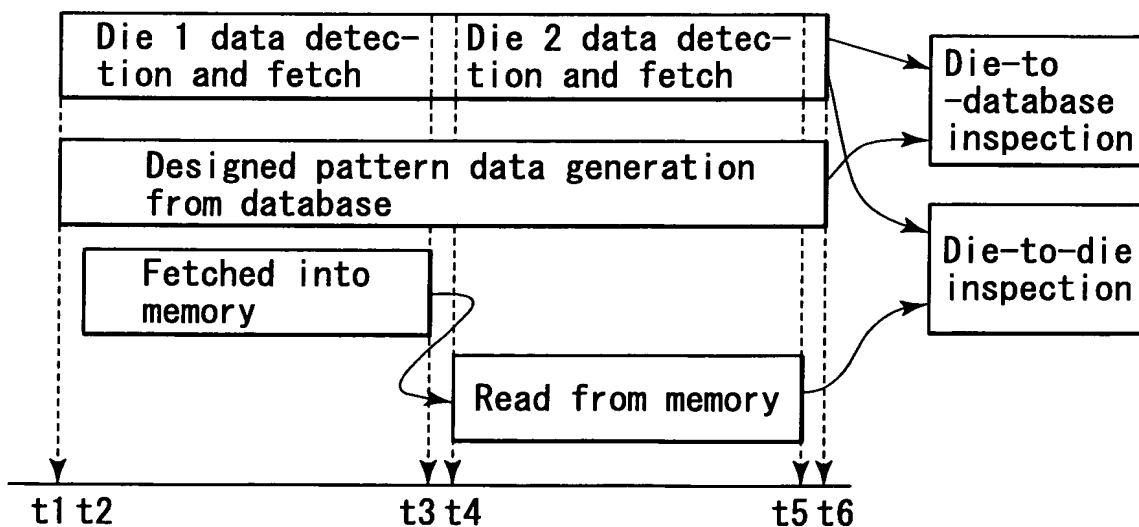 Die 1 data detec-
tion and fetch
Die 2 data detec-
tion and fetch
Die-to
-database
inspection
Designed pattern data generation
from database
Die-to-die
inspection
Fetched into
memory
Read from memory
t1 t2 t3 t4 t5 t6